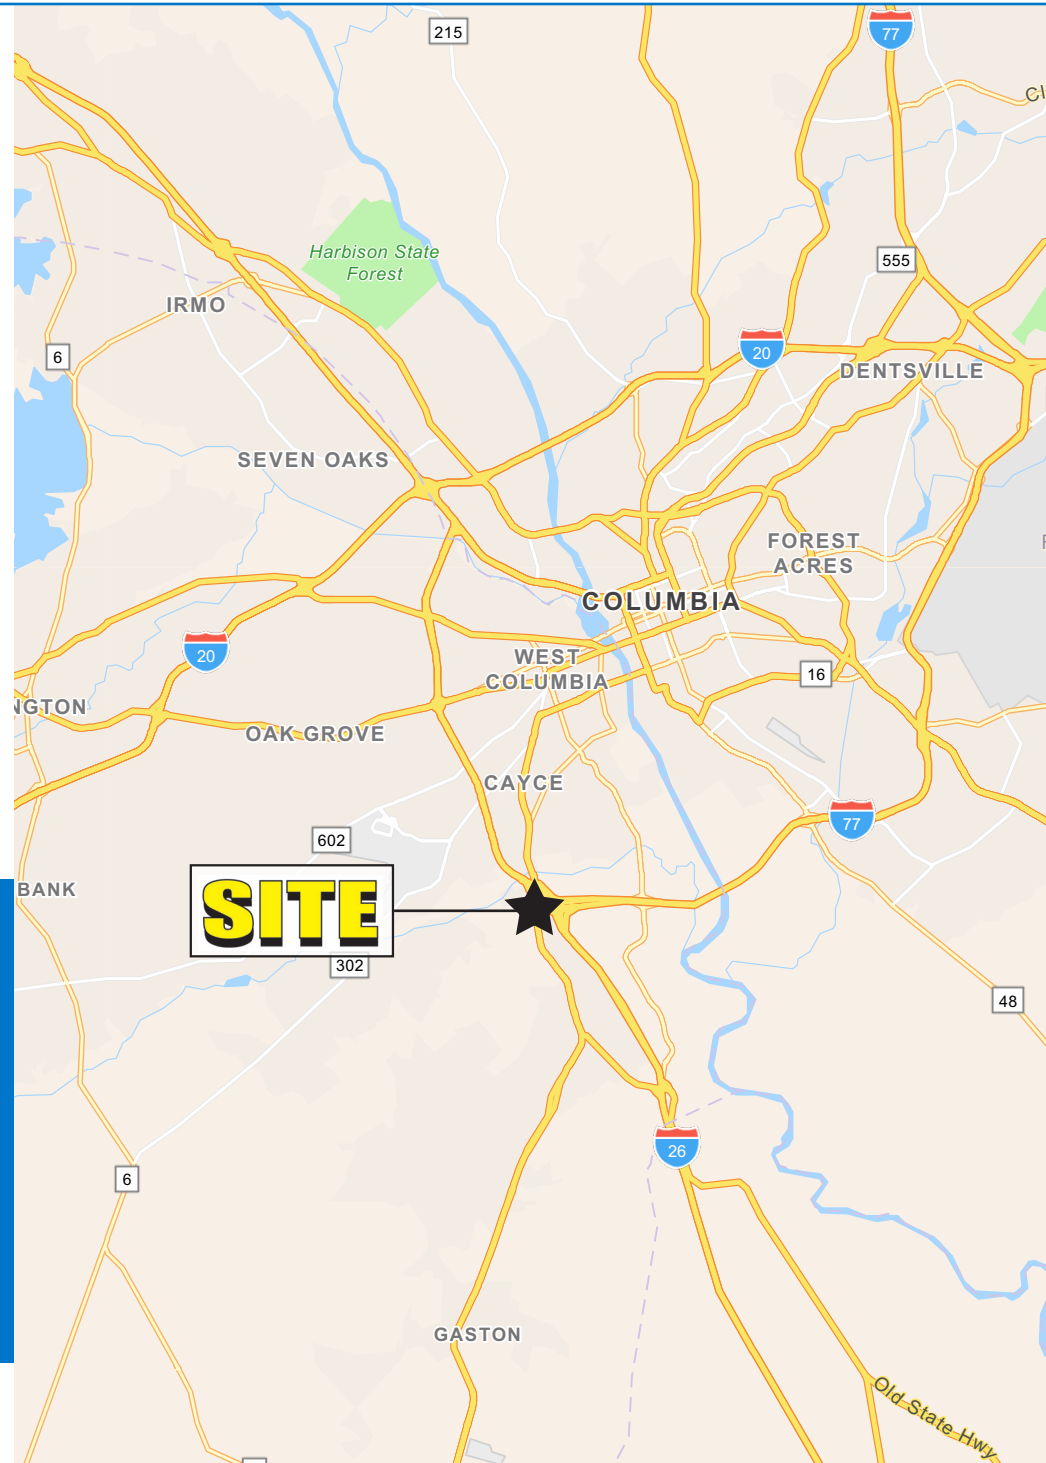 215
77
Cl
Harbison State
Forest
555
IRMO
6
20
DENTSVILLE
SEVEN OAKS
FOREST
ACRES
COLUMBIA
20
WEST
COLUMBIA
16
NGTON
OAK GROVE
CAYCE
77
602
BANK
SITE
302
48
6
26
GASTON
Old State Hwy